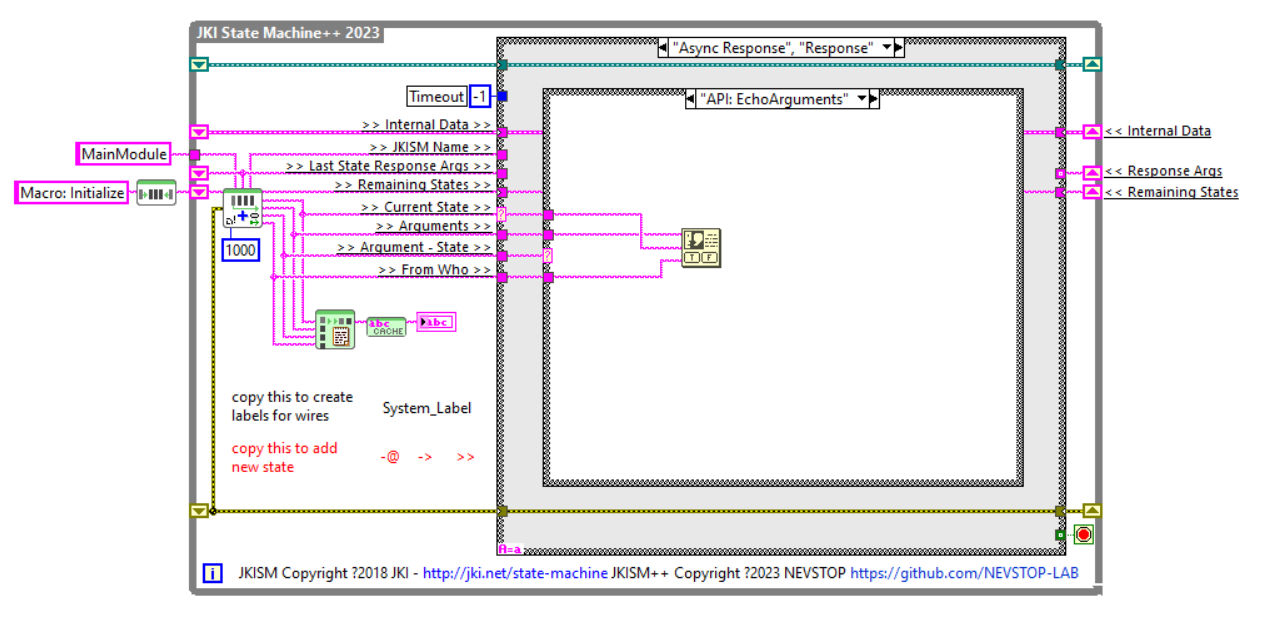 JKI State Machine++ 2023
"Async Response", "Response"
Timeout
-1
"API: EchoArguments"
>> Internal Data >>
<< Internal Data
MainModule
>> JKISM Name >>
>> Last State Response Args >>
<< Response Args
Macro: Initialize
>> Remaining States >>
<< Remaining States
>> Current State >>
?
>> Arguments >>
1000
>> Argument - State >>
?
T F
>> From Who >>
abc
CACHE
abc
copy this to create
labels for wires
System_Label
copy this to add
new state
-@ -> >>
A=a
i
JKISM Copyright ?2018 JKI - http://jki.net/state-machine JKISM++ Copyright ?2023 NEVSTOP https://github.com/NEVSTOP-LAB